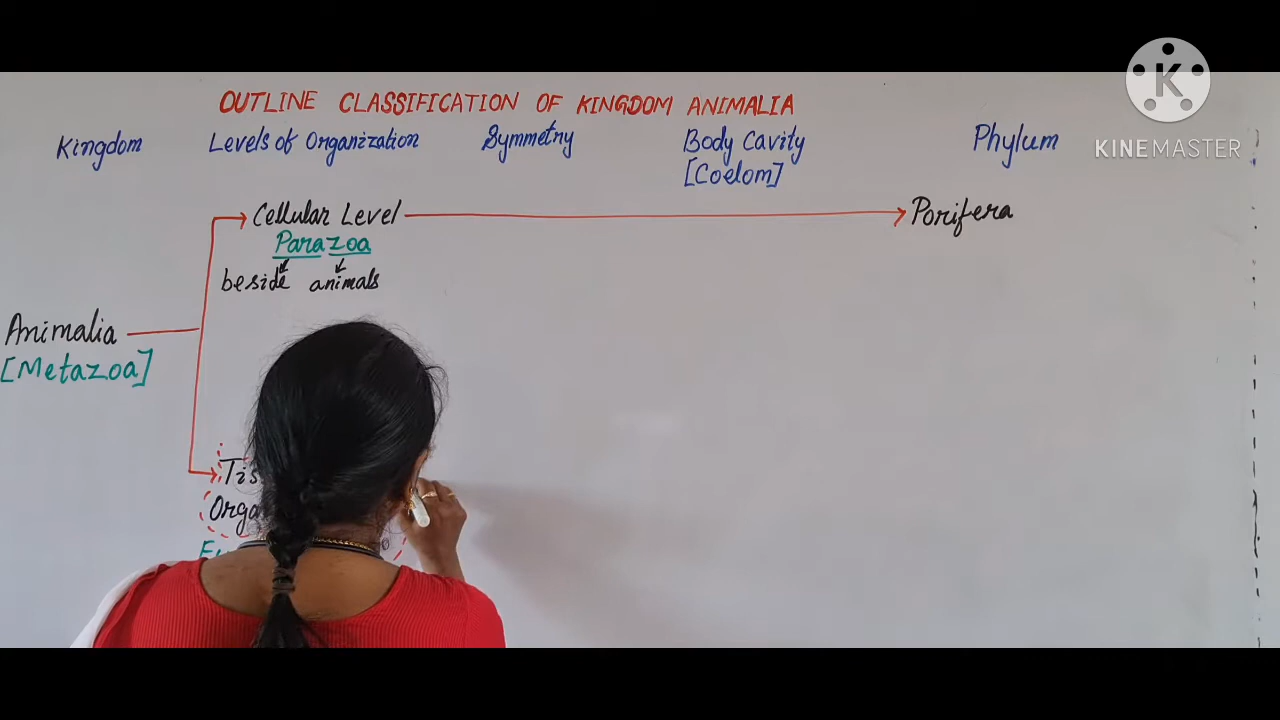 K
KINEMASTER
OUTLINE CLASSIFICATION OF KINGDOM ANIMALIA
Kingdom Levels of Organization Symmetry Body Cavity [Coelom] Phylum
Cellular Level Porifera
Parazoa
beside animals
Animalia
[Metazoa]